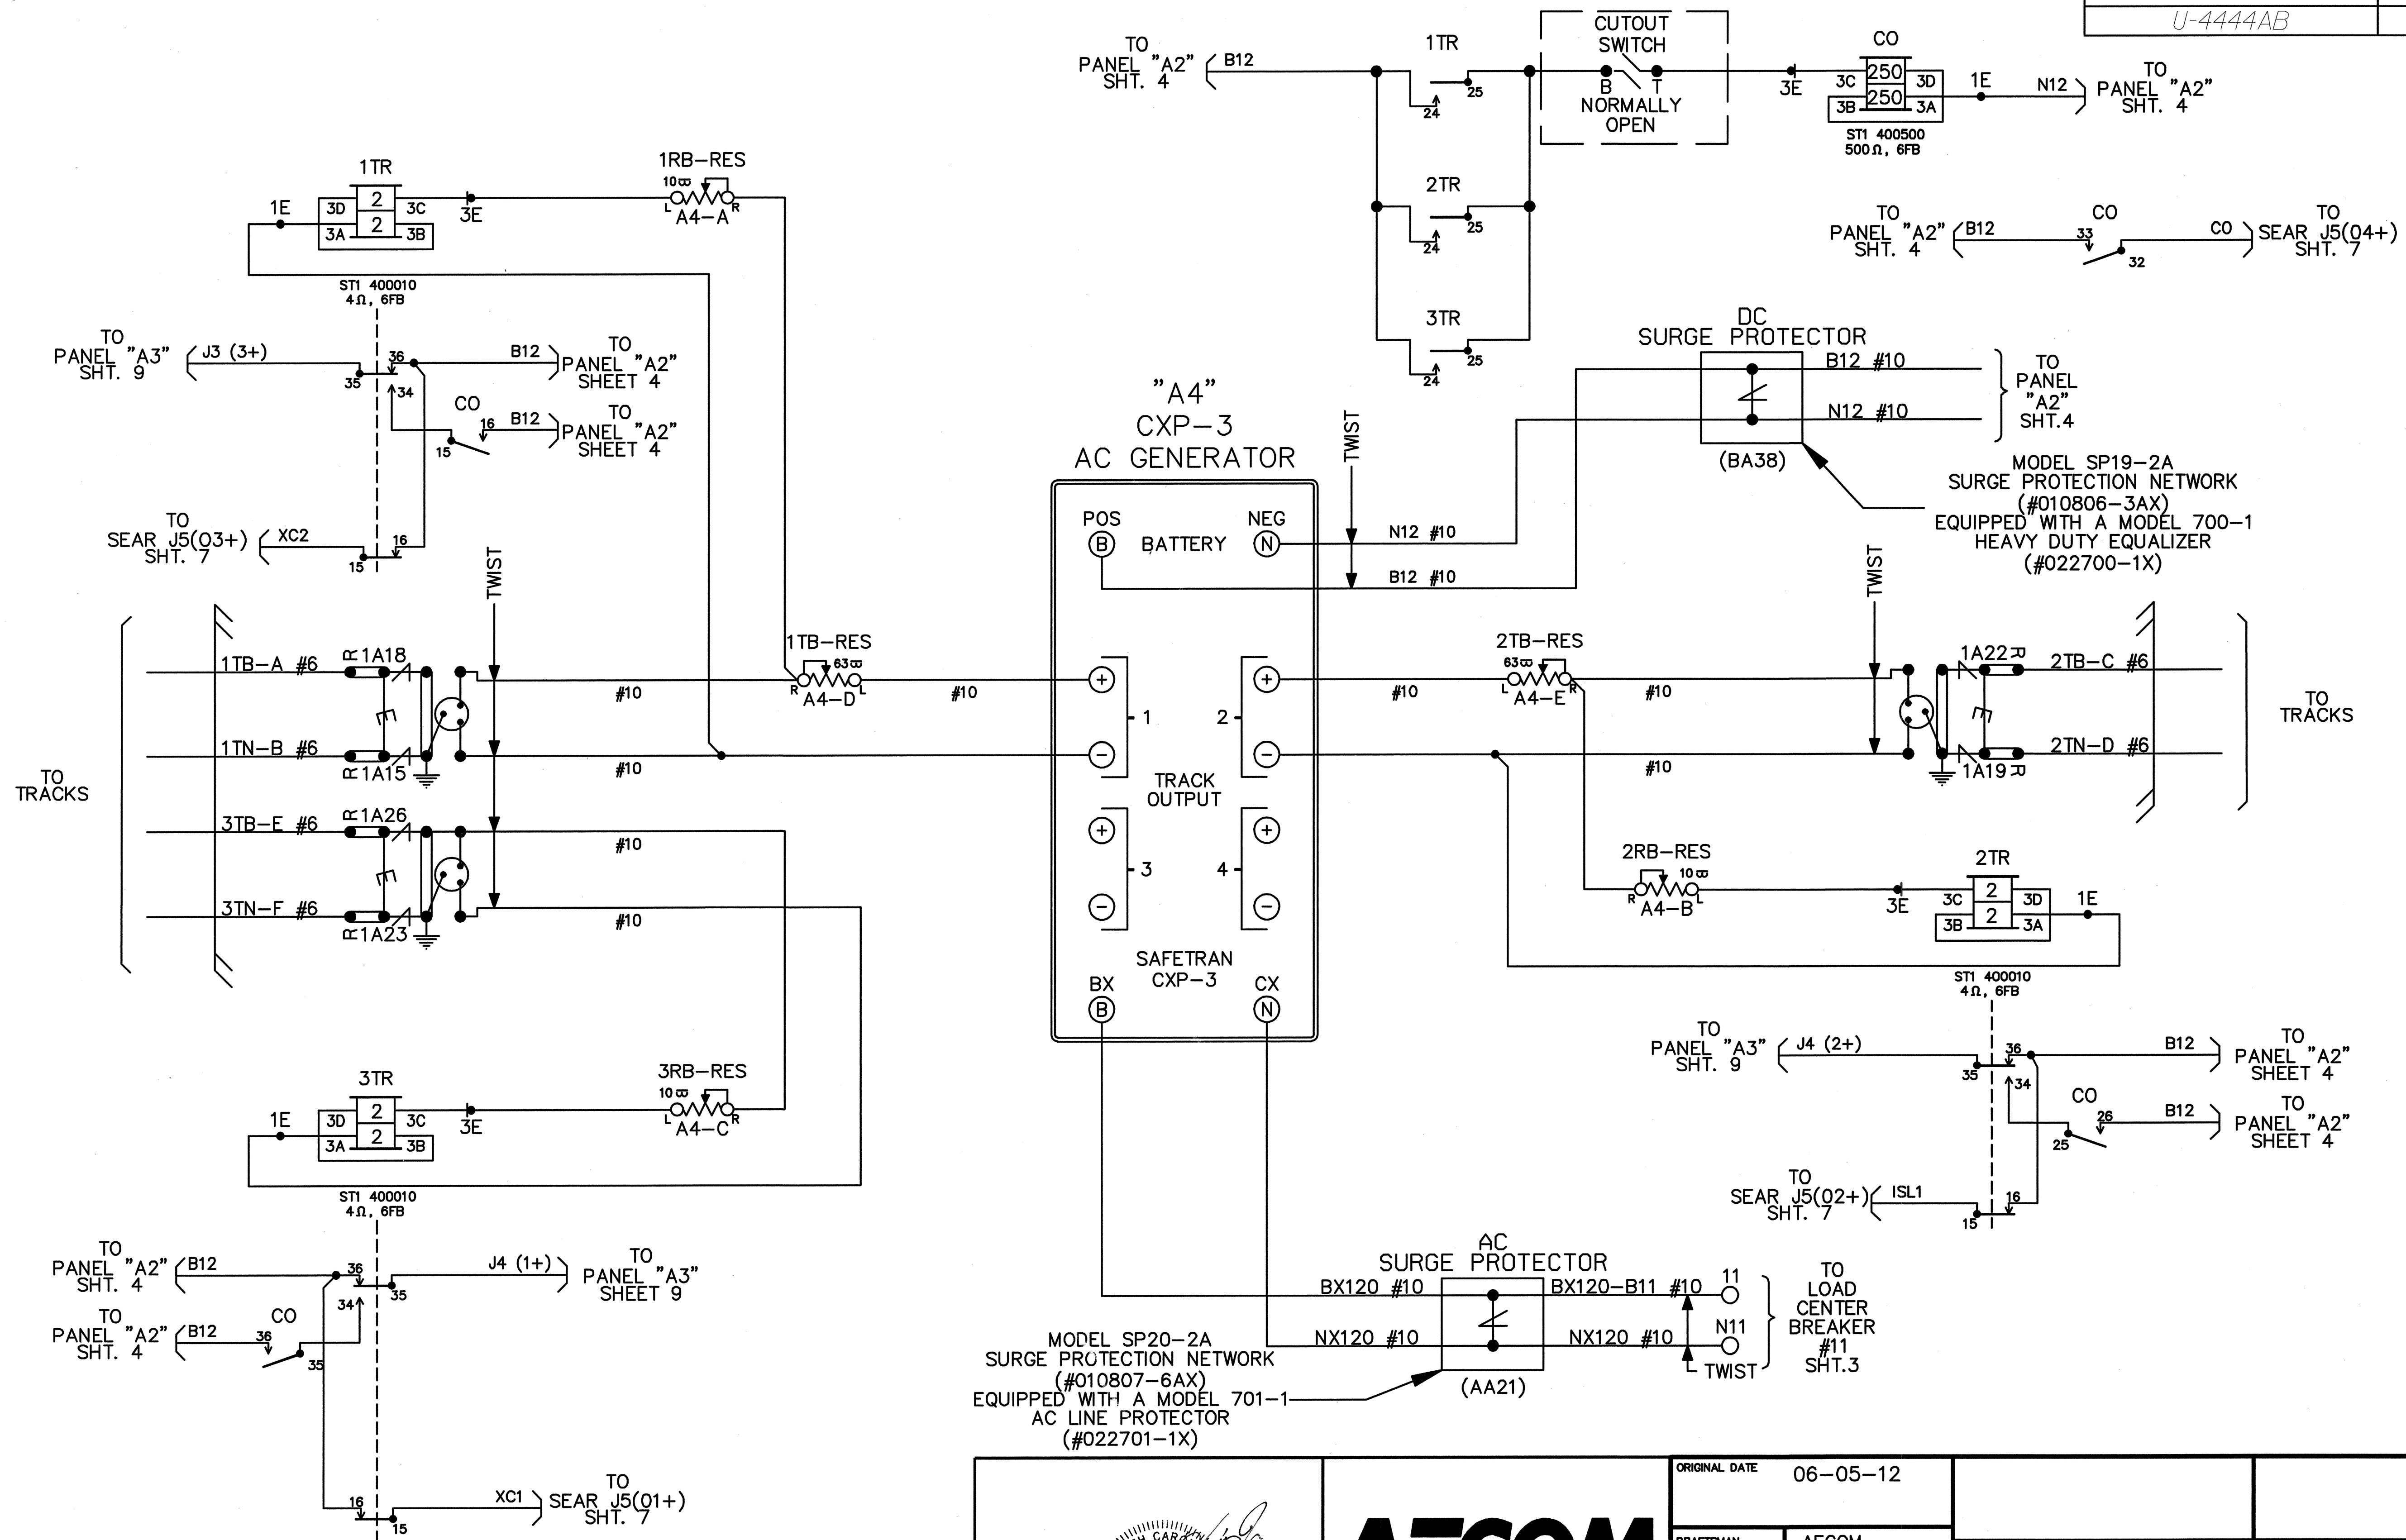 U-4444AB
TO
PANEL "A2"
SHT. 4
B12
1TR
24
25
CUTOUT
SWITCH
B T
NORMALLY
OPEN
3E
CO
3C 250 3D
3B 250 3A
ST1 400500
500Ω, 6FB
1E
N12
TO
PANEL "A2"
SHT. 4
2TR
24
25
3TR
24
25
TO
PANEL "A2"
SHT. 4
B12
CO
33
32
CO
TO
SEAR J5(04+)
SHT. 7
1TR
1E
3D 2 3C
3A 2 3B
3E
1RB-RES
10
L R
A4-A
ST1 400010
4Ω, 6FB
TO
PANEL "A3"
SHT. 9
J3 (3+)
36
35
34
B12
TO
PANEL "A2"
SHEET 4
CO
16
15
B12
TO
PANEL "A2"
SHEET 4
TO
SEAR J5(03+)
SHT. 7
XC2
16
15
"A4"
CXP-3
AC GENERATOR
POS
B
BATTERY
NEG
N
TWIST
N12 #10
B12 #10
DC
SURGE PROTECTOR
B12 #10
N12 #10
(BA38)
TO
PANEL
"A2"
SHT.4
MODEL SP19-2A
SURGE PROTECTION NETWORK
(#010806-3AX)
EQUIPPED WITH A MODEL 700-1
HEAVY DUTY EQUALIZER
(#022700-1X)
TO
TRACKS
1TB-A #6
R 1A18
E
1TN-B #6
R 1A15
3TB-E #6
R 1A26
E
3TN-F #6
R 1A23
TWIST
#10
#10
#10
#10
1TB-RES
63
R L
A4-D
#10
+
1
−
+
2
−
TRACK
OUTPUT
+
3
−
+
4
−
SAFETRAN
CXP-3
BX
B
CX
N
#10
2TB-RES
63
L R
A4-E
#10
#10
TWIST
1A22 R
2TB-C #6
E
1A19 R
2TN-D #6
TO
TRACKS
2RB-RES
10
R L
A4-B
3E
2TR
3C 2 3D
3B 2 3A
1E
ST1 400010
4Ω, 6FB
TO
PANEL "A3"
SHT. 9
J4 (2+)
36
35
34
B12
TO
PANEL "A2"
SHEET 4
CO
26
25
B12
TO
PANEL "A2"
SHEET 4
TO
SEAR J5(02+)
SHT. 7
ISL1
16
15
3TR
1E
3D 2 3C
3A 2 3B
3E
3RB-RES
10
L R
A4-C
ST1 400010
4Ω, 6FB
TO
PANEL "A2"
SHT. 4
B12
36
35
34
J4 (1+)
TO
PANEL "A3"
SHEET 9
TO
PANEL "A2"
SHT. 4
B12
CO
36
35
XC1
16
15
TO
SEAR J5(01+)
SHT. 7
AC
SURGE PROTECTOR
BX120 #10
BX120-B11 #10
11
NX120 #10
NX120 #10
N11
TWIST
(AA21)
TO
LOAD
CENTER
BREAKER
#11
SHT.3
MODEL SP20-2A
SURGE PROTECTION NETWORK
(#010807-6AX)
EQUIPPED WITH A MODEL 701-1
AC LINE PROTECTOR
(#022701-1X)
AECOM
ORIGINAL DATE
06-05-12
AECOM